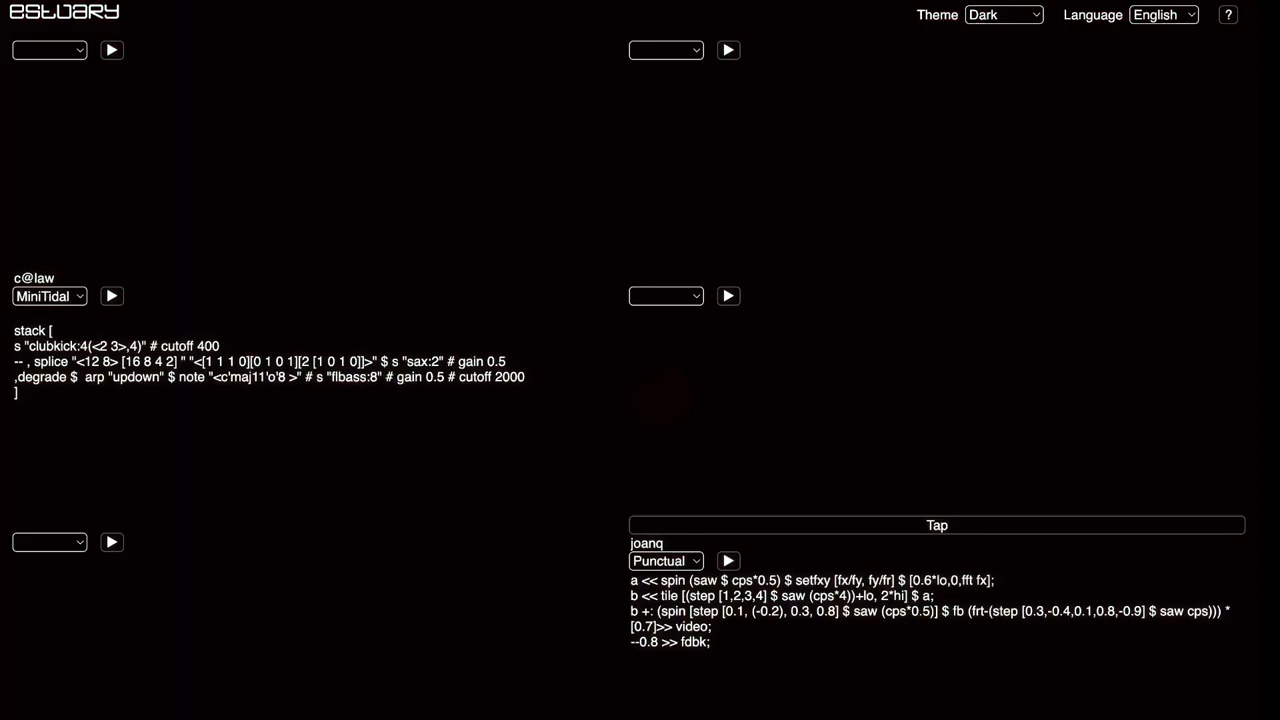 estuary
Theme Dark Language English ?
c@law
MiniTidal
stack [
s "clubkick:4(<2 3>,4)" # cutoff 400
-- , splice "<12 8> [16 8 4 2] " "<[1 1 1 0][0 1 0 1][2 [1 0 1 0]]>" $ s "sax:2" # gain 0.5
,degrade $  arp "updown" $ note "<c'maj11'o'8 >" # s "flbass:8" # gain 0.5 # cutoff 2000
]
Tap
joanq
Punctual
a << spin (saw $ cps*0.5) $ setfxy [fx/fy, fy/fr] $ [0.6*lo,0,fft fx];
b << tile [(step [1,2,3,4] $ saw (cps*4))+lo, 2*hi] $ a;
b +: (spin [step [0.1, (-0.2), 0.3, 0.8] $ saw (cps*0.5)] $ fb (frt-(step [0.3,-0.4,0.1,0.8,-0.9] $ saw cps))) *
[0.7]>> video;
--0.8 >> fdbk;